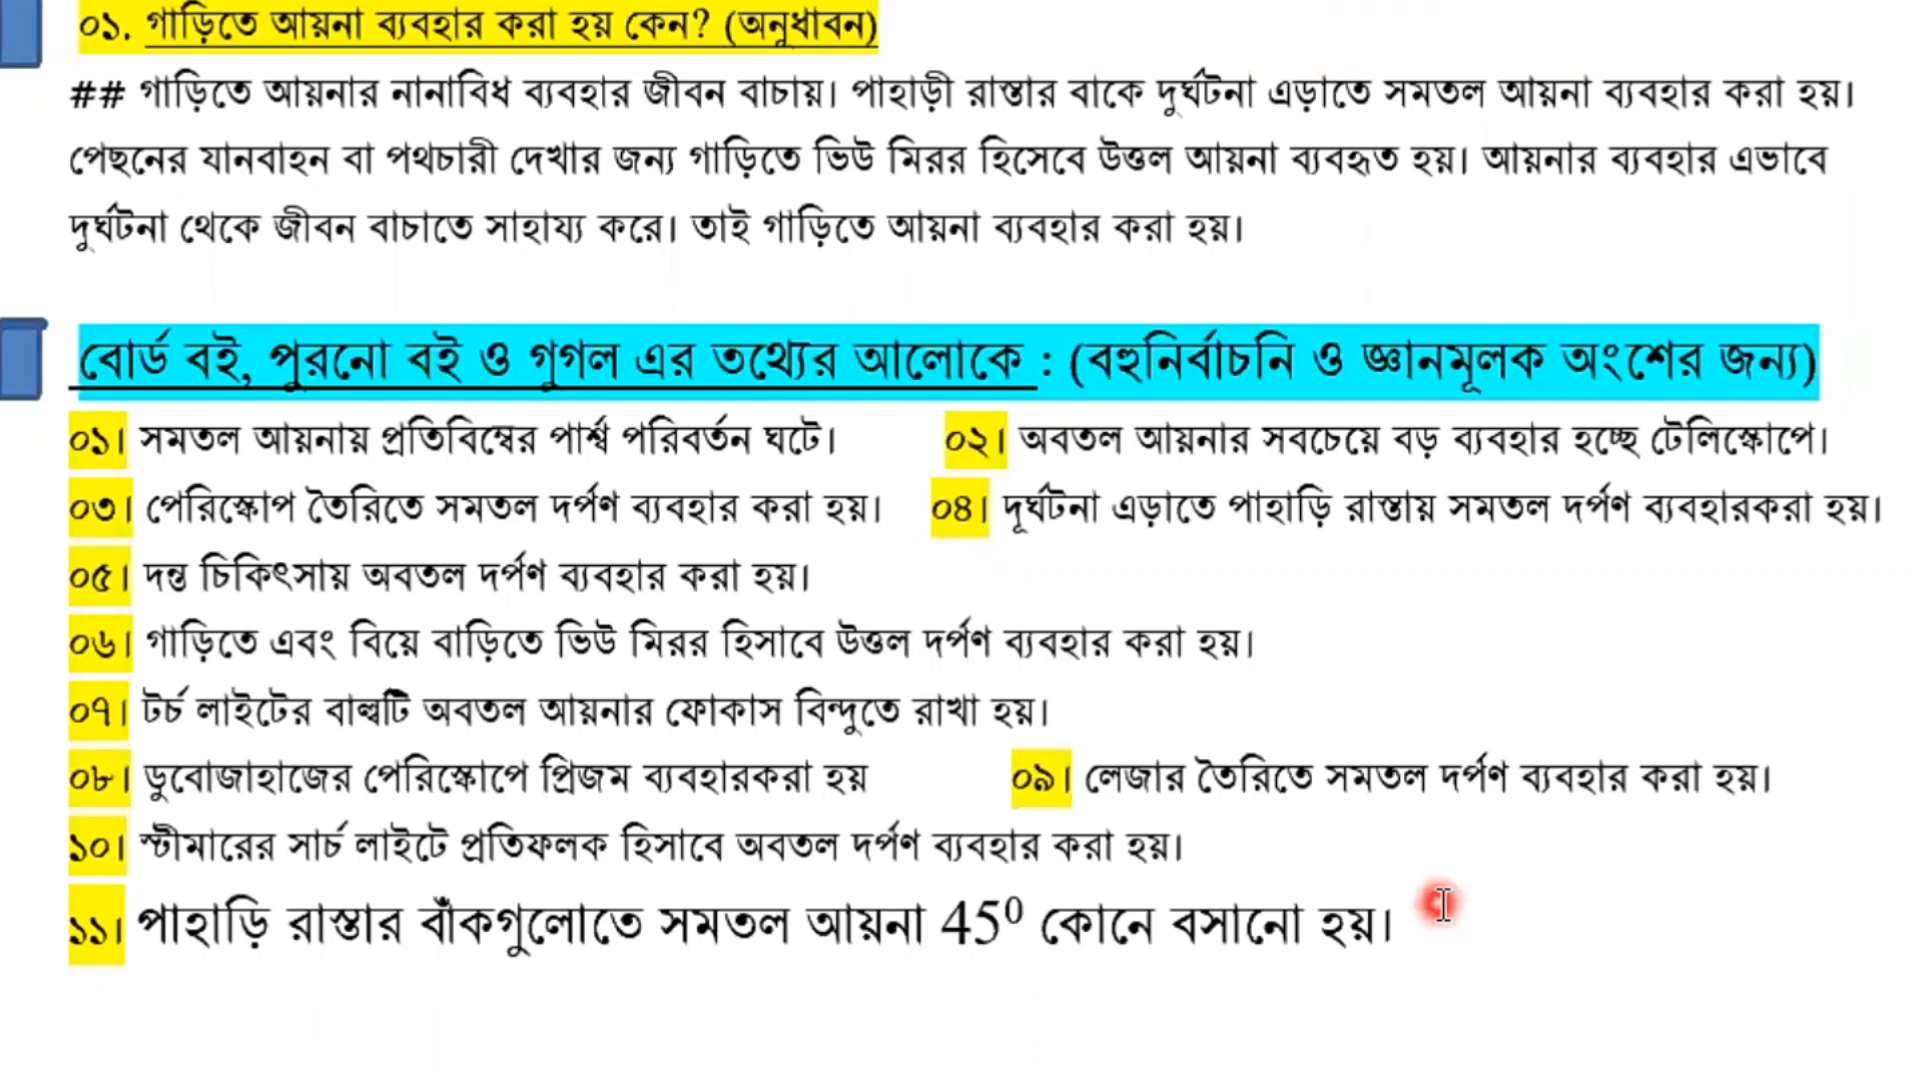 ০১. গাড়িতে আয়না ব্যবহার করা হয় কেন? (অনুধাবন)
## গাড়িতে আয়নার নানাবিধ ব্যবহার জীবন বাচায়। পাহাড়ী রাস্তার বাকে দুর্ঘটনা এড়াতে সমতল আয়না ব্যবহার করা হয়।
পেছনের যানবাহন বা পথচারী দেখার জন্য গাড়িতে ভিউ মিরর হিসেবে উত্তল আয়না ব্যবহৃত হয়। আয়নার ব্যবহার এভাবে
দুর্ঘটনা থেকে জীবন বাচাতে সাহায্য করে। তাই গাড়িতে আয়না ব্যবহার করা হয়।
বোর্ড বই, পুরনো বই ও গুগল এর তথ্যের আলোকে : (বহুনির্বাচনি ও জ্ঞানমূলক অংশের জন্য)
০১। সমতল আয়নায় প্রতিবিম্বের পার্শ্ব পরিবর্তন ঘটে। ০২। অবতল আয়নার সবচেয়ে বড় ব্যবহার হচ্ছে টেলিস্কোপে।
০৩। পেরিস্কোপ তৈরিতে সমতল দর্পণ ব্যবহার করা হয়। ০৪। দূর্ঘটনা এড়াতে পাহাড়ি রাস্তায় সমতল দর্পণ ব্যবহারকরা হয়।
০৫। দন্ত চিকিৎসায় অবতল দর্পণ ব্যবহার করা হয়।
০৬। গাড়িতে এবং বিয়ে বাড়িতে ভিউ মিরর হিসাবে উত্তল দর্পণ ব্যবহার করা হয়।
০৭। টর্চ লাইটের বাল্বটি অবতল আয়নার ফোকাস বিন্দুতে রাখা হয়।
০৮। ডুবোজাহাজের পেরিস্কোপে প্রিজম ব্যবহারকরা হয় ০৯। লেজার তৈরিতে সমতল দর্পণ ব্যবহার করা হয়।
১০। স্টীমারের সার্চ লাইটে প্রতিফলক হিসাবে অবতল দর্পণ ব্যবহার করা হয়।
১১। পাহাড়ি রাস্তার বাঁকগুলোতে সমতল আয়না 45⁰ কোনে বসানো হয়।